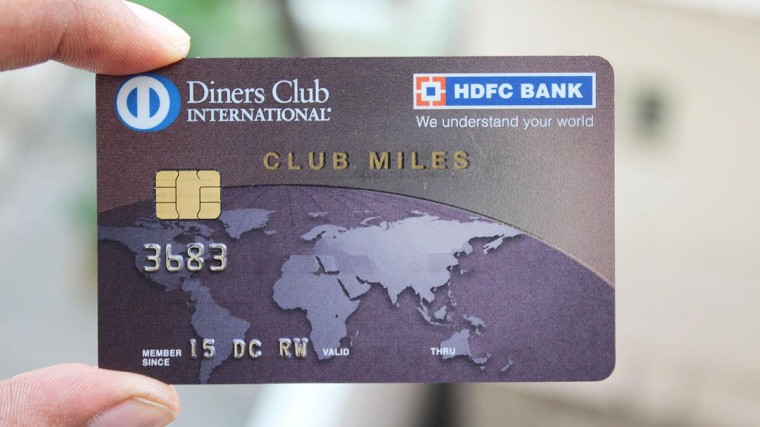 Diners Club
INTERNATIONAL®
HDFC BANK
We understand your world
CLUB MILES
3683
MEMBER SINCE 15 DC RW VALID THRU